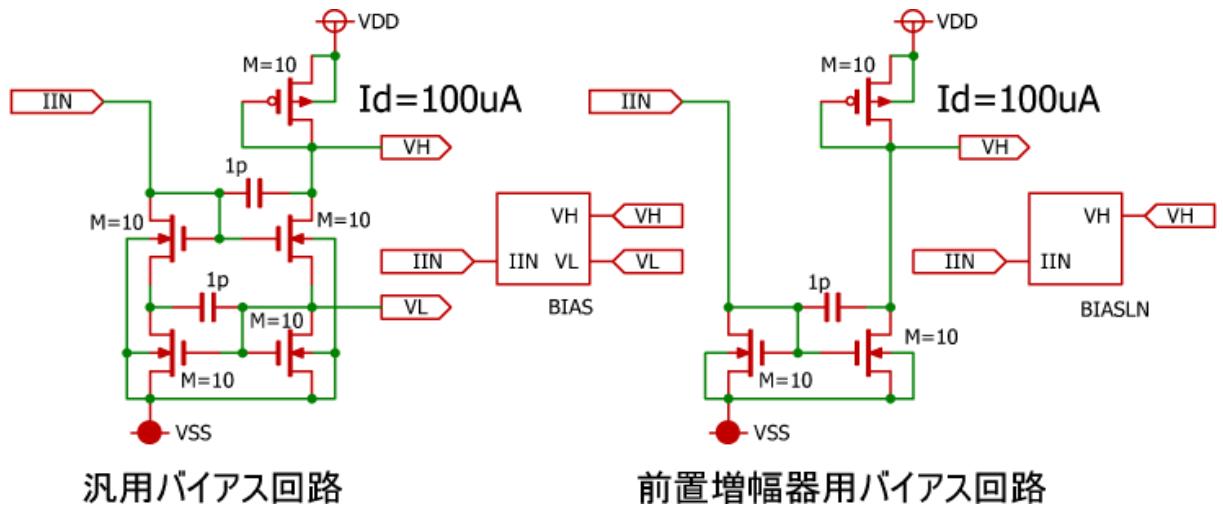 VDD
M=10
IIN
Id=100uA
VH
1p
M=10
M=10
VH
VH
IIN
IIN
VL
VL
BIAS
1p
VL
M=10
M=10
VSS
汎用バイアス回路
VDD
M=10
IIN
Id=100uA
VH
VH
VH
IIN
IIN
BIASLN
1p
M=10
M=10
VSS
前置増幅器用バイアス回路